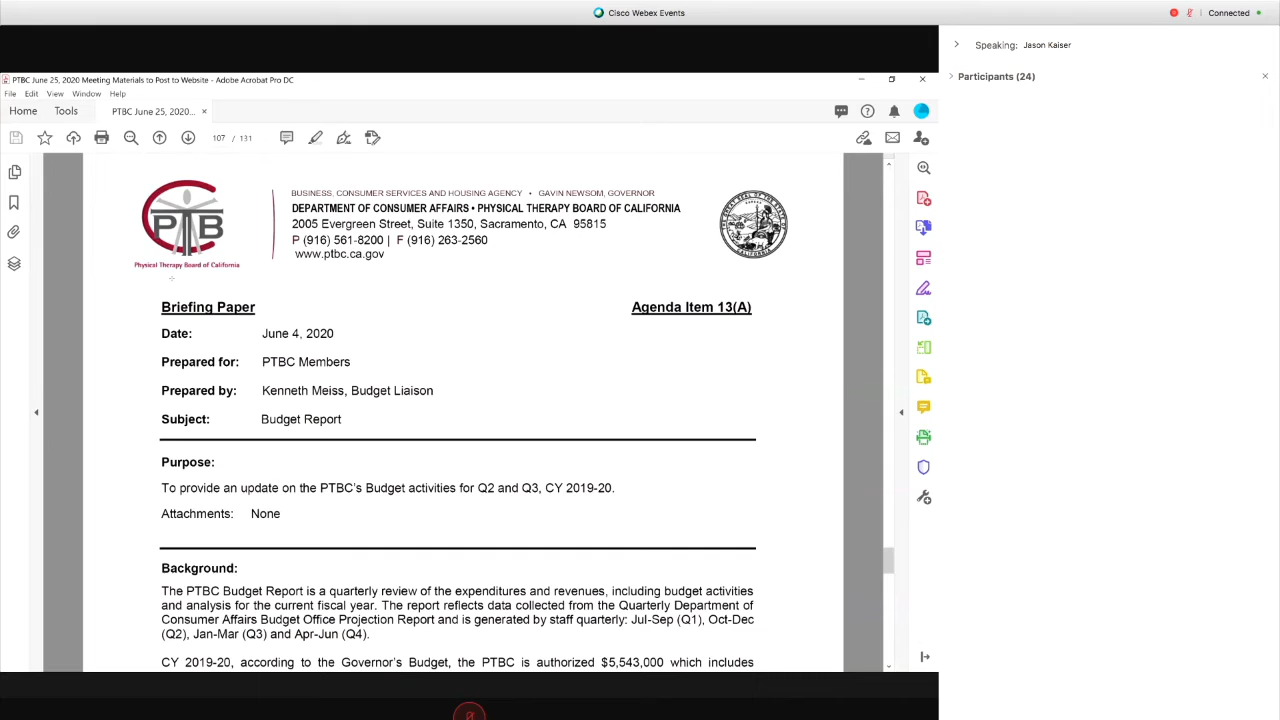 Cisco Webex Events
Connected
Speaking: Jason Kaiser
Participants (24)
PTBC June 25, 2020 Meeting Materials to Post to Website - Adobe Acrobat Pro DC
File Edit View Window Help
Home Tools PTBC June 25, 2020...
107 / 131
PTB
Physical Therapy Board of California
BUSINESS, CONSUMER SERVICES AND HOUSING AGENCY • GAVIN NEWSOM, GOVERNOR
DEPARTMENT OF CONSUMER AFFAIRS • PHYSICAL THERAPY BOARD OF CALIFORNIA
2005 Evergreen Street, Suite 1350, Sacramento, CA 95815
P (916) 561-8200 | F (916) 263-2560
www.ptbc.ca.gov
Briefing Paper Agenda Item 13(A)
Date: June 4, 2020
Prepared for: PTBC Members
Prepared by: Kenneth Meiss, Budget Liaison
Subject: Budget Report
Purpose:
To provide an update on the PTBC's Budget activities for Q2 and Q3, CY 2019-20.
Attachments: None
Background:
The PTBC Budget Report is a quarterly review of the expenditures and revenues, including budget activities
and analysis for the current fiscal year. The report reflects data collected from the Quarterly Department of
Consumer Affairs Budget Office Projection Report and is generated by staff quarterly: Jul-Sep (Q1), Oct-Dec
(Q2), Jan-Mar (Q3) and Apr-Jun (Q4).
CY 2019-20, according to the Governor's Budget, the PTBC is authorized $5,543,000 which includes